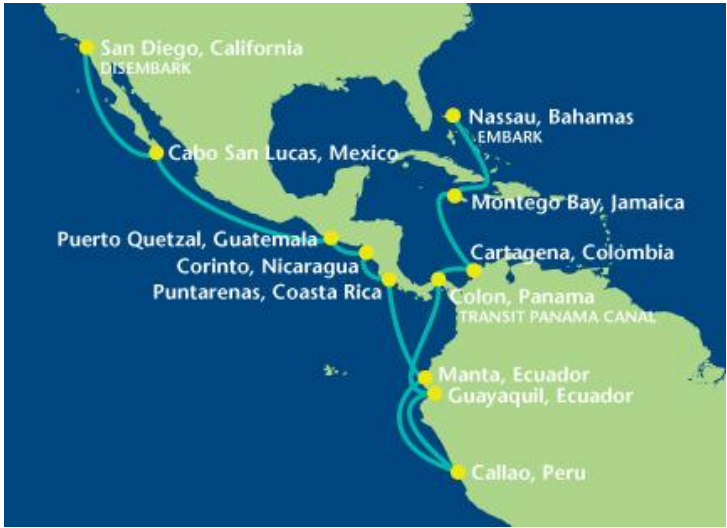 San Diego, California
DISEMBARK
Nassau, Bahamas
EMBARK
Cabo San Lucas, Mexico
Montego Bay, Jamaica
Puerto Quetzal, Guatemala
Cartagena, Colombia
Corinto, Nicaragua
Puntarenas, Coasta Rica
Colon, Panama
TRANSIT PANAMA CANAL
Manta, Ecuador
Guayaquil, Ecuador
Callao, Peru